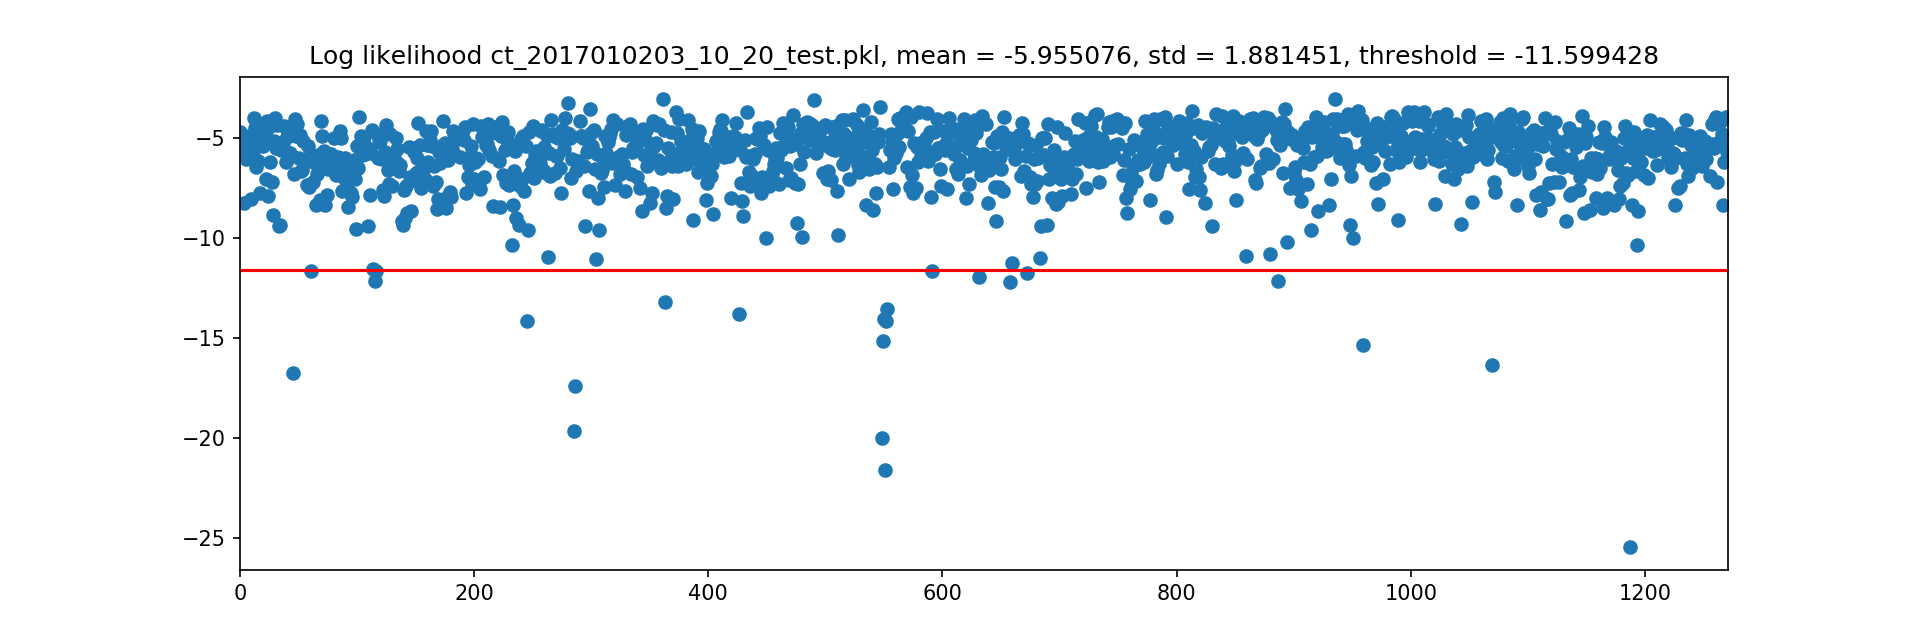 Log likelihood ct_2017010203_10_20_test.pkl, mean = -5.955076, std = 1.881451, threshold = -11.599428
−5
−10
−15
−20
−25
0 200 400 600 800 1000 1200